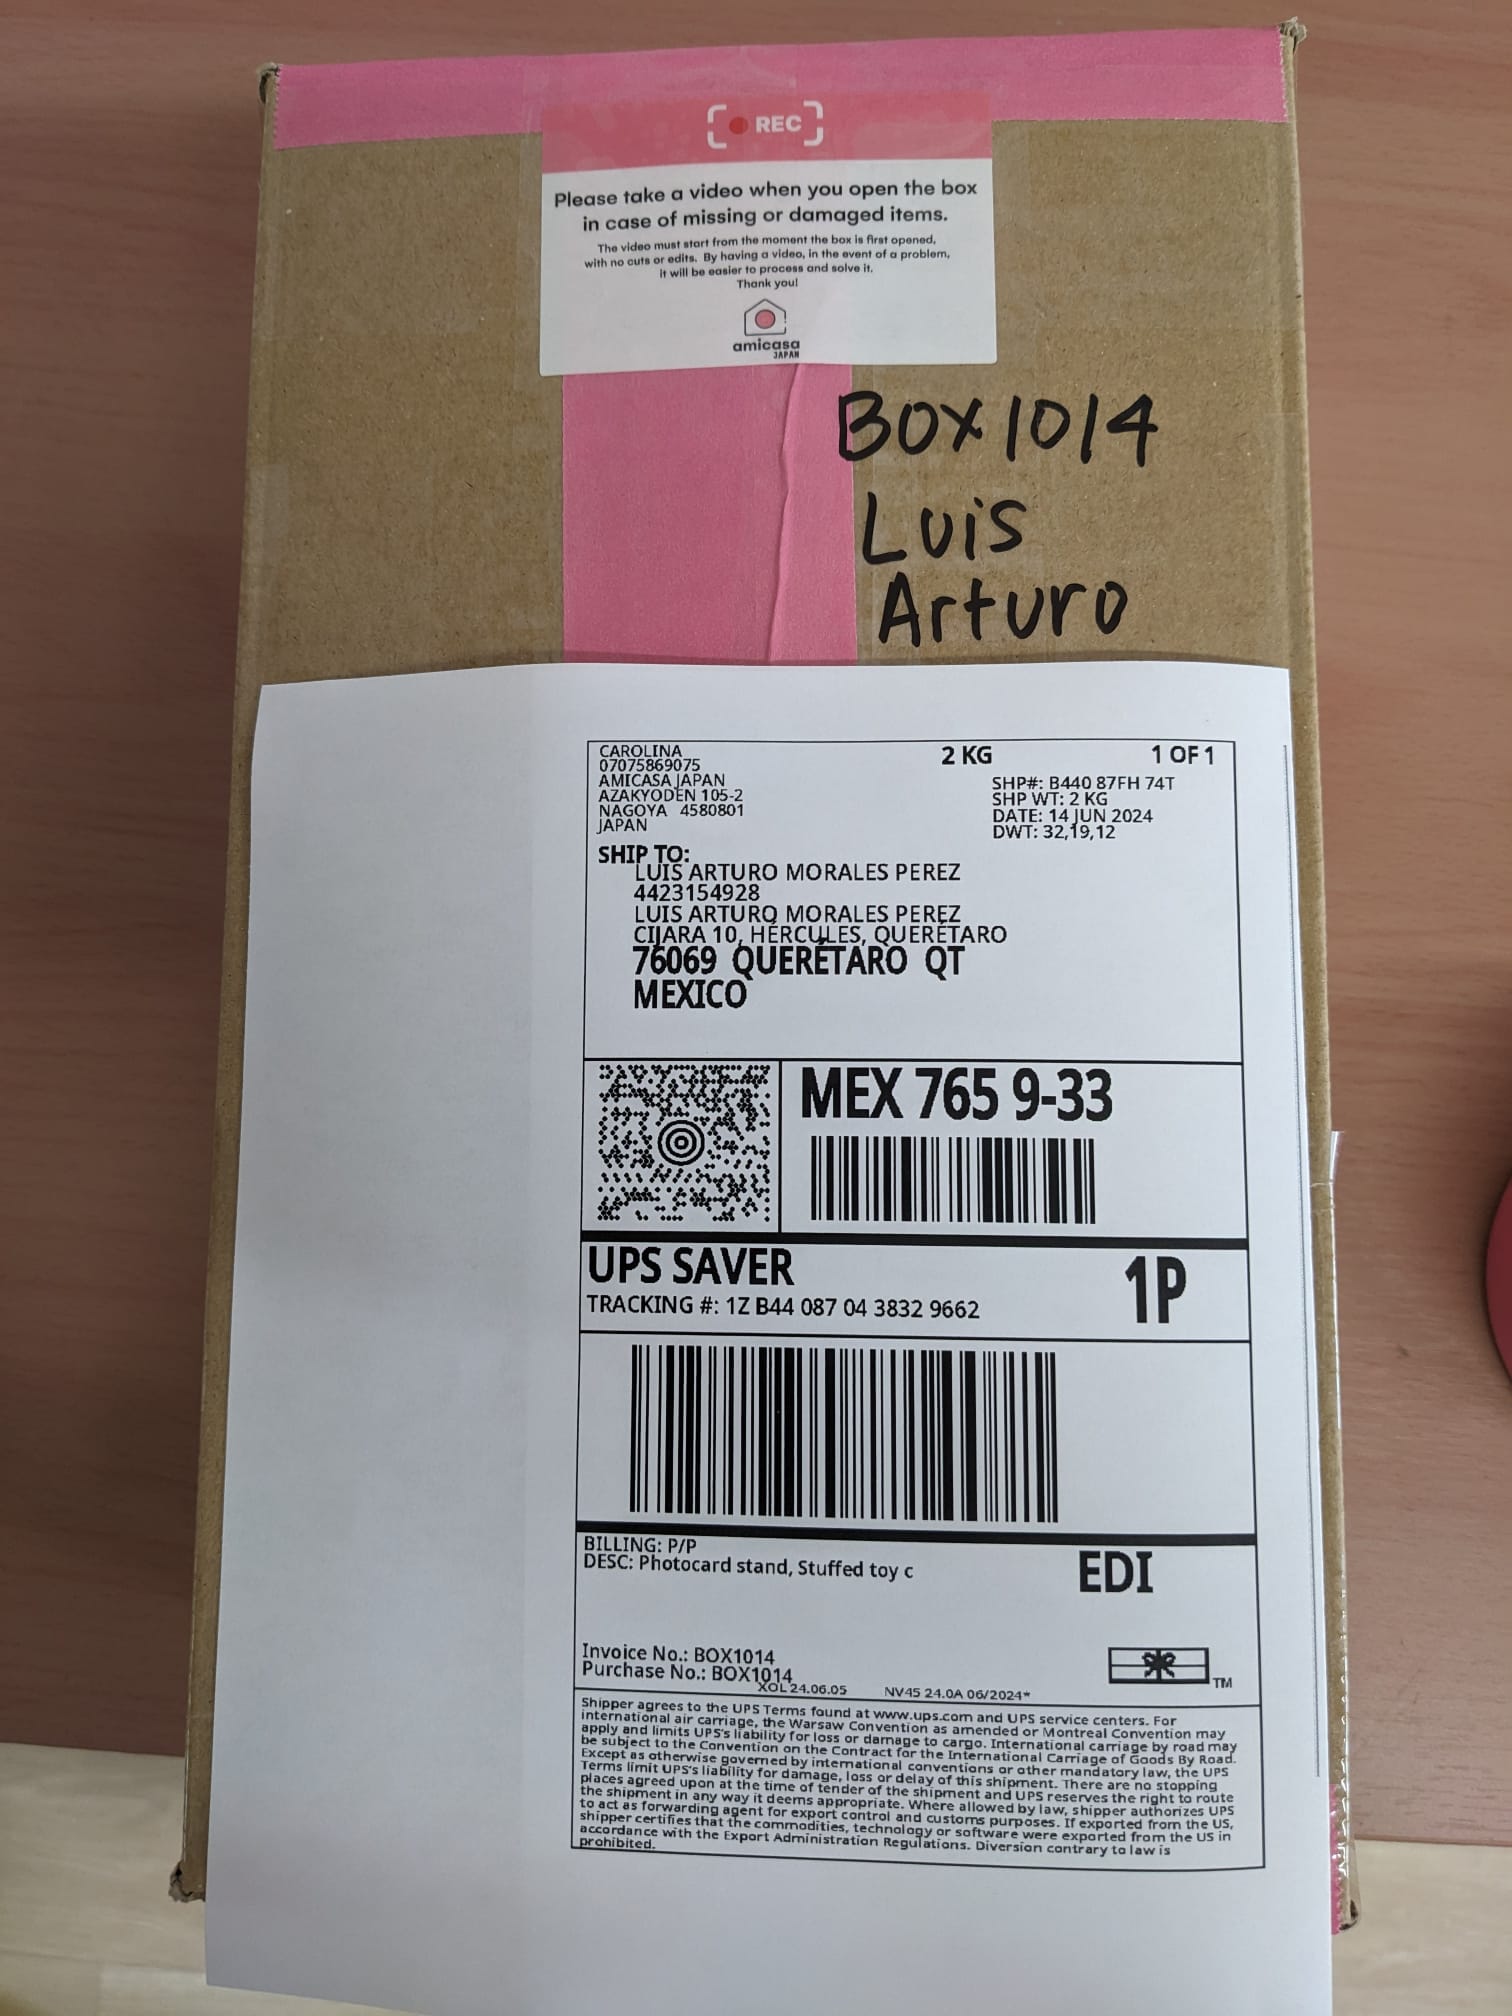 REC
Please take a video when you open the box
in case of missing or damaged items.
The video must start from the moment the box is first opened,
with no cuts or edits. By having a video, in the event of a problem,
it will be easier to process and solve it.
Thank you!
amicasa
JAPAN
BOX1014
Luis
Arturo
CAROLINA
07075869075
AMICASA JAPAN
AZAKYODEN 105-2
NAGOYA 4580801
JAPAN
2 KG
1 OF 1
SHP#: B440 87FH 74T
SHP WT: 2 KG
DATE: 14 JUN 2024
DWT: 32,19,12
SHIP TO:
LUIS ARTURO MORALES PEREZ
4423154928
LUIS ARTURO MORALES PEREZ
CIJARA 10, HÉRCULES, QUERÉTARO
76069 QUERÉTARO QT
MEXICO
MEX 765 9-33
UPS SAVER
TRACKING #: 1Z B44 087 04 3832 9662
1P
BILLING: P/P
DESC: Photocard stand, Stuffed toy c
EDI
Invoice No.: BOX1014
Purchase No.: BOX1014
XOL 24.06.05 NV45 24.0A 06/2024*
TM
Shipper agrees to the UPS Terms found at www.ups.com and UPS service centers. For
international air carriage, the Warsaw Convention as amended or Montreal Convention may
apply and limits UPS's liability for loss or damage to cargo. International carriage by road may
be subject to the Convention on the Contract for the International Carriage of Goods By Road.
Except as otherwise governed by international conventions or other mandatory law, the UPS
Terms limit UPS's liability for damage, loss or delay of this shipment. There are no stopping
places agreed upon at the time of tender of the shipment and UPS reserves the right to route
the shipment in any way it deems appropriate. Where allowed by law, shipper authorizes UPS
to act as forwarding agent for export control and customs purposes. If exported from the US,
shipper certifies that the commodities, technology or software were exported from the US in
accordance with the Export Administration Regulations. Diversion contrary to law is
prohibited.